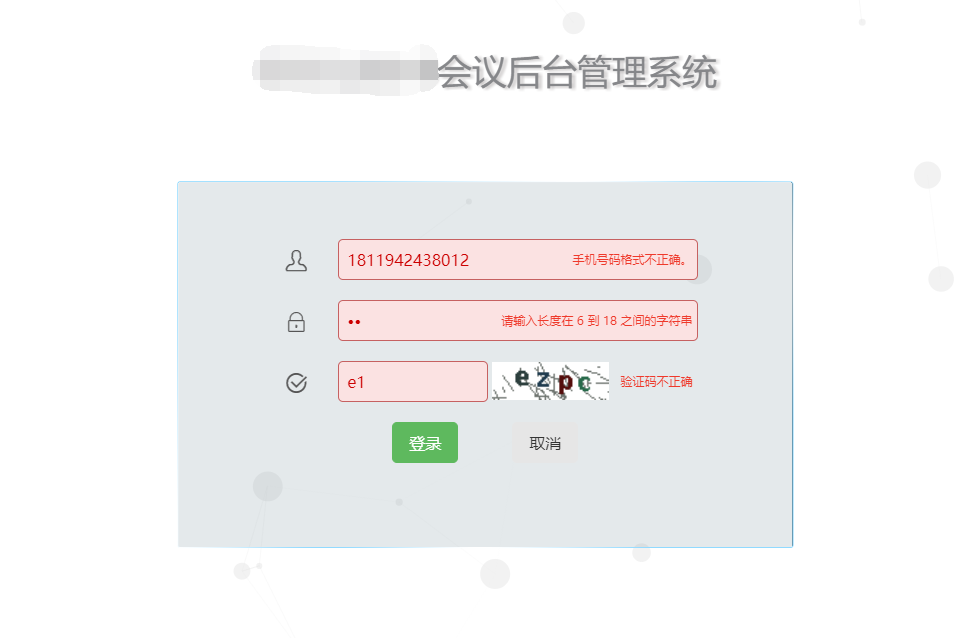 会议后台管理系统
1811942438012 手机号码格式不正确。
•• 请输入长度在 6 到 18 之间的字符串
e1 ezpc 验证码不正确
登录 取消